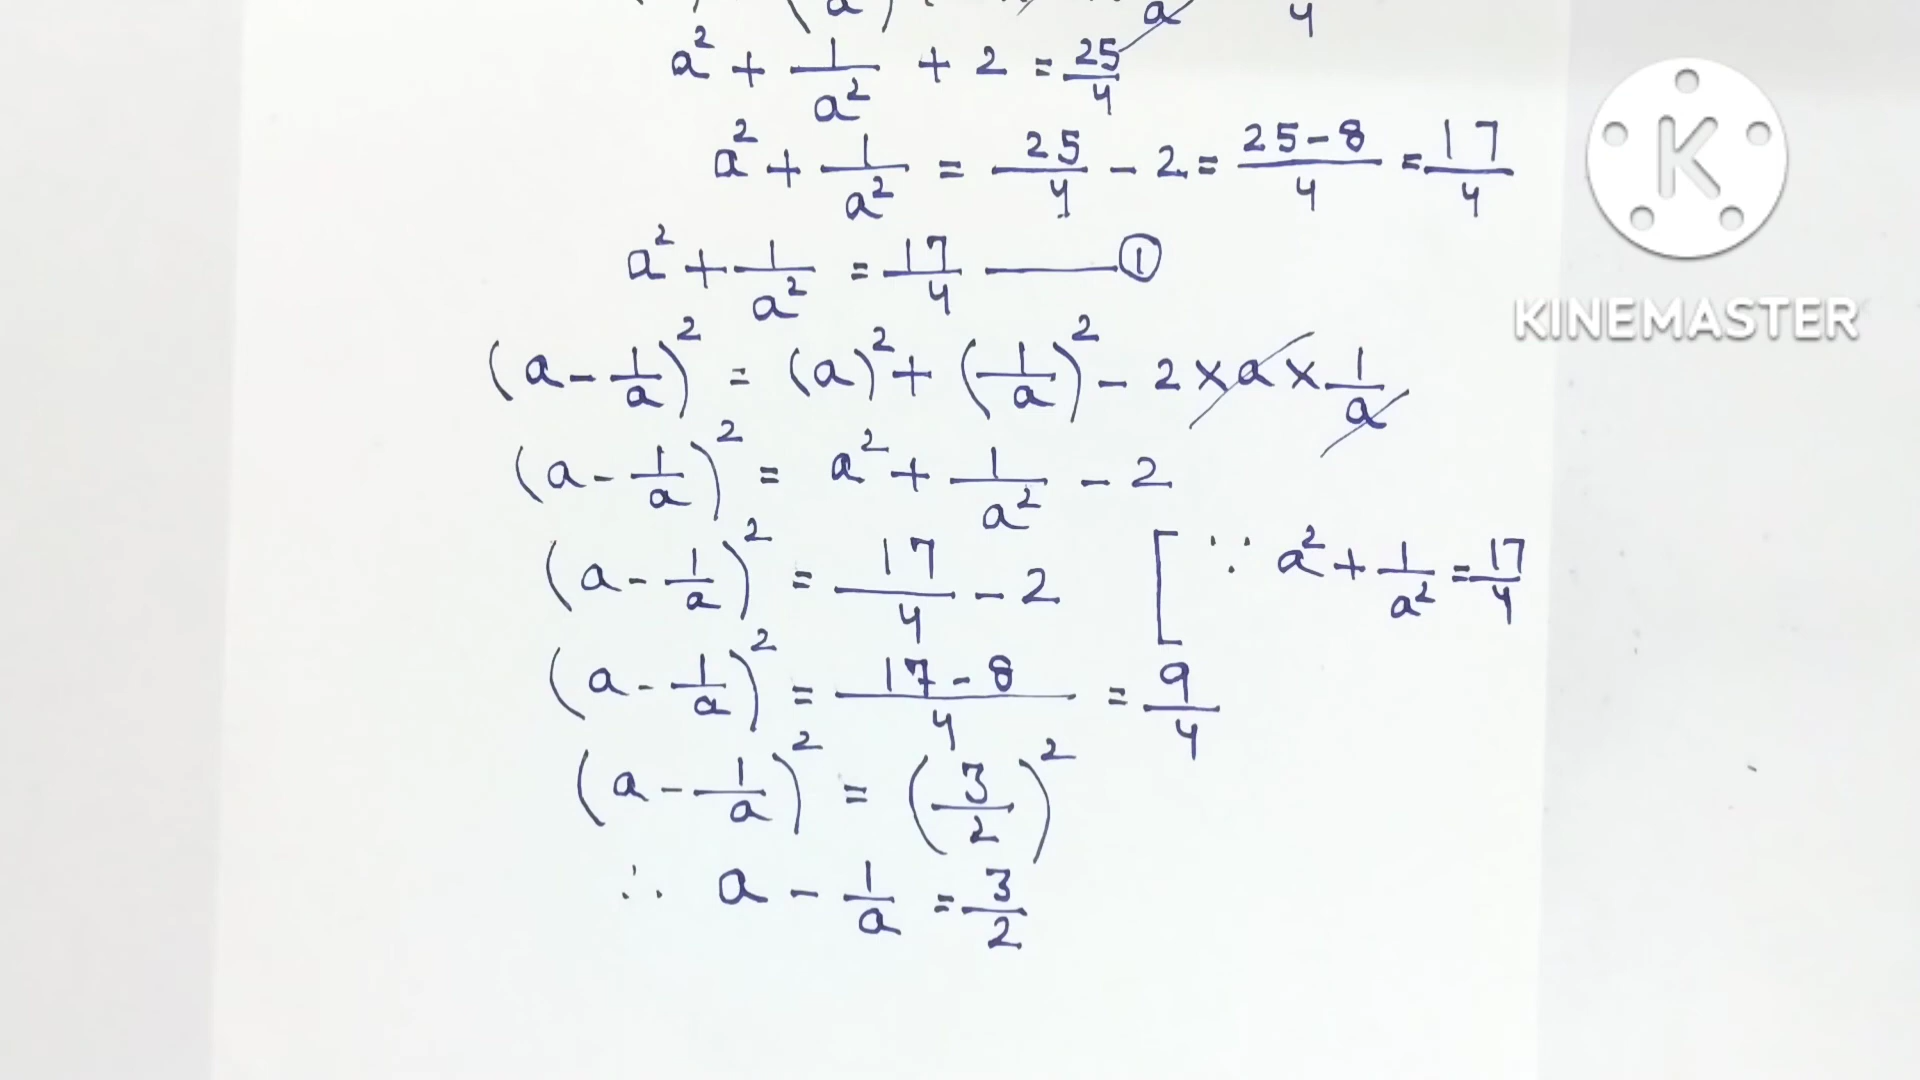 (a) a 4
a² + 1/a² + 2 = 25/4
a² + 1/a² = 25/4 - 2 = 25-8/4 = 17/4
a² + 1/a² = 17/4 —— ①
(a - 1/a)² = (a)² + (1/a)² - 2 × a × 1/a
(a - 1/a)² = a² + 1/a² - 2
(a - 1/a)² = 17/4 - 2 [ ∵ a² + 1/a² = 17/4
(a - 1/a)² = 17-8/4 = 9/4
(a - 1/a)² = (3/2)²
∴ a - 1/a = 3/2
K
KINEMASTER